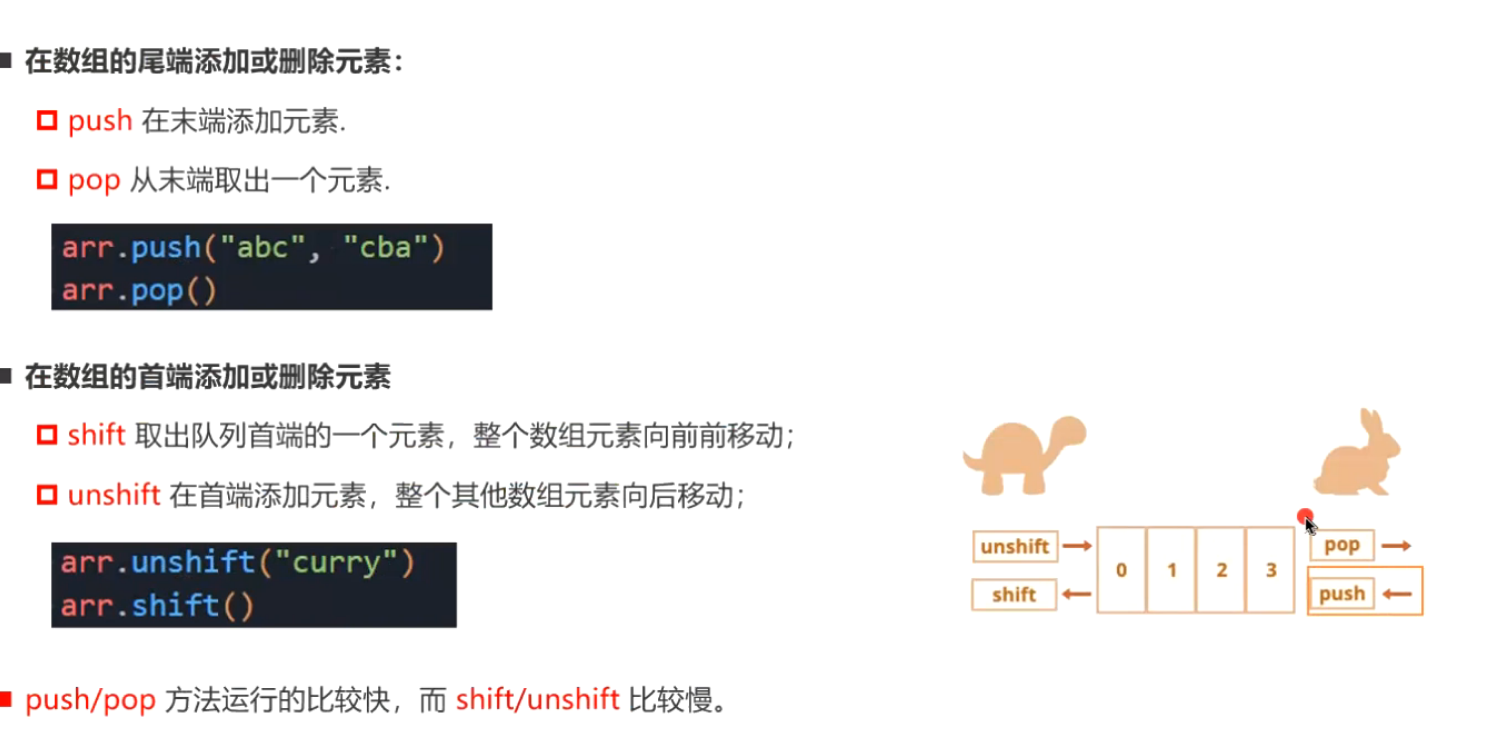 在数组的尾端添加或删除元素：
push 在末端添加元素.
pop 从末端取出一个元素.
arr.push("abc", "cba")
arr.pop()
在数组的首端添加或删除元素
shift 取出队列首端的一个元素，整个数组元素向前前移动；
unshift 在首端添加元素，整个其他数组元素向后移动；
arr.unshift("curry")
arr.shift()
unshift
shift
0 1 2 3
pop
push
push/pop 方法运行的比较快，而 shift/unshift 比较慢。